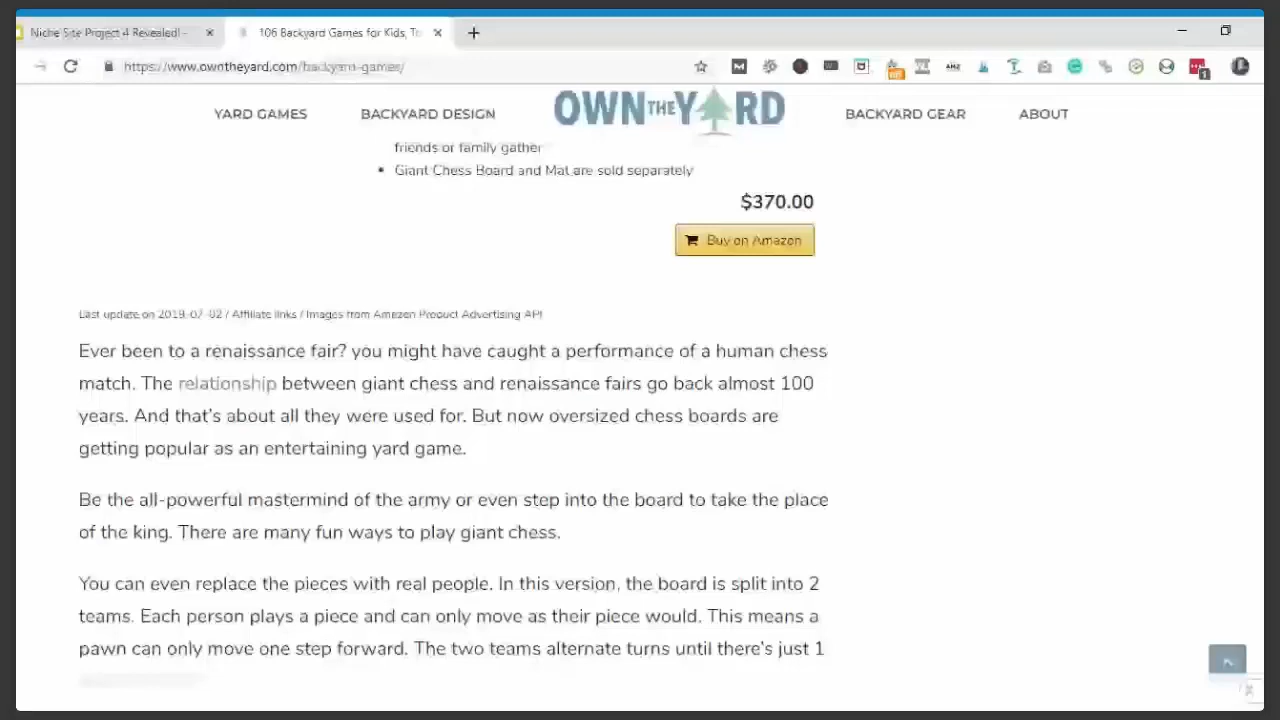 Niche Site Project 4 Revealed! -
106 Backyard Games for Kids, To
https://www.owntheyard.com/backyard-games/
YARD GAMES
BACKYARD DESIGN
OWN THE YARD
BACKYARD GEAR
ABOUT
friends or family gather
• Giant Chess Board and Mat are sold separately
$370.00
Buy on Amazon
Last update on 2019-07-02 / Affiliate links / Images from Amazon Product Advertising API
Ever been to a renaissance fair? you might have caught a performance of a human chess
match. The relationship between giant chess and renaissance fairs go back almost 100
years. And that's about all they were used for. But now oversized chess boards are
getting popular as an entertaining yard game.
Be the all-powerful mastermind of the army or even step into the board to take the place
of the king. There are many fun ways to play giant chess.
You can even replace the pieces with real people. In this version, the board is split into 2
teams. Each person plays a piece and can only move as their piece would. This means a
pawn can only move one step forward. The two teams alternate turns until there's just 1